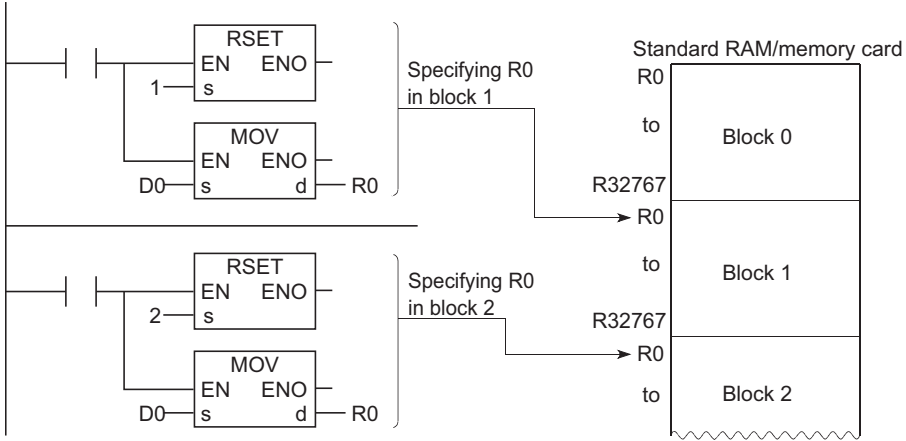 RSET
EN ENO
1 s
MOV
EN ENO
D0 s d R0
Specifying R0
in block 1
RSET
EN ENO
2 s
MOV
EN ENO
D0 s d R0
Specifying R0
in block 2
Standard RAM/memory card
R0
to
Block 0
R32767
R0
to
Block 1
R32767
R0
to
Block 2